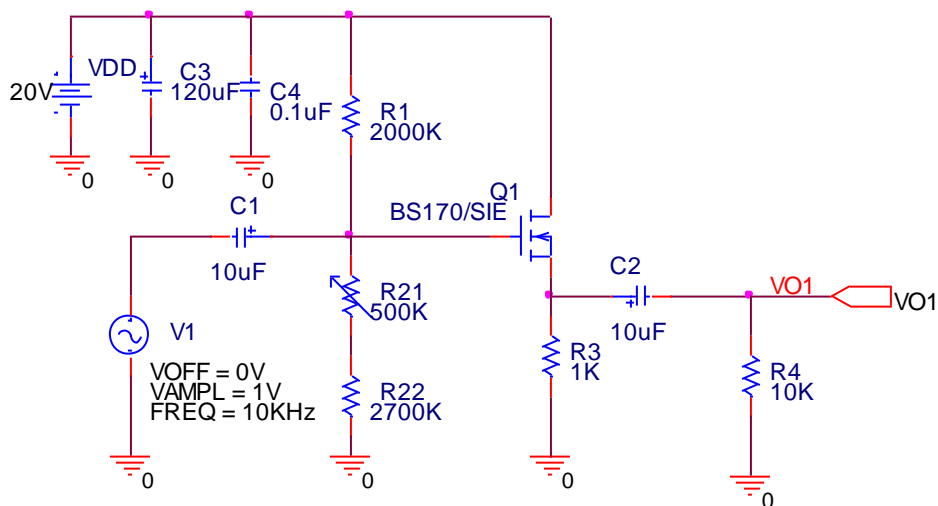 VDD
20V
C3
120uF
C4
0.1uF
R1
2000K
0
0
0
Q1
BS170/SIE
C1
10uF
C2
10uF
VO1
VO1
R21
500K
V1
VOFF = 0V
VAMPL = 1V
FREQ = 10KHz
R3
1K
R4
10K
R22
2700K
0
0
0
0